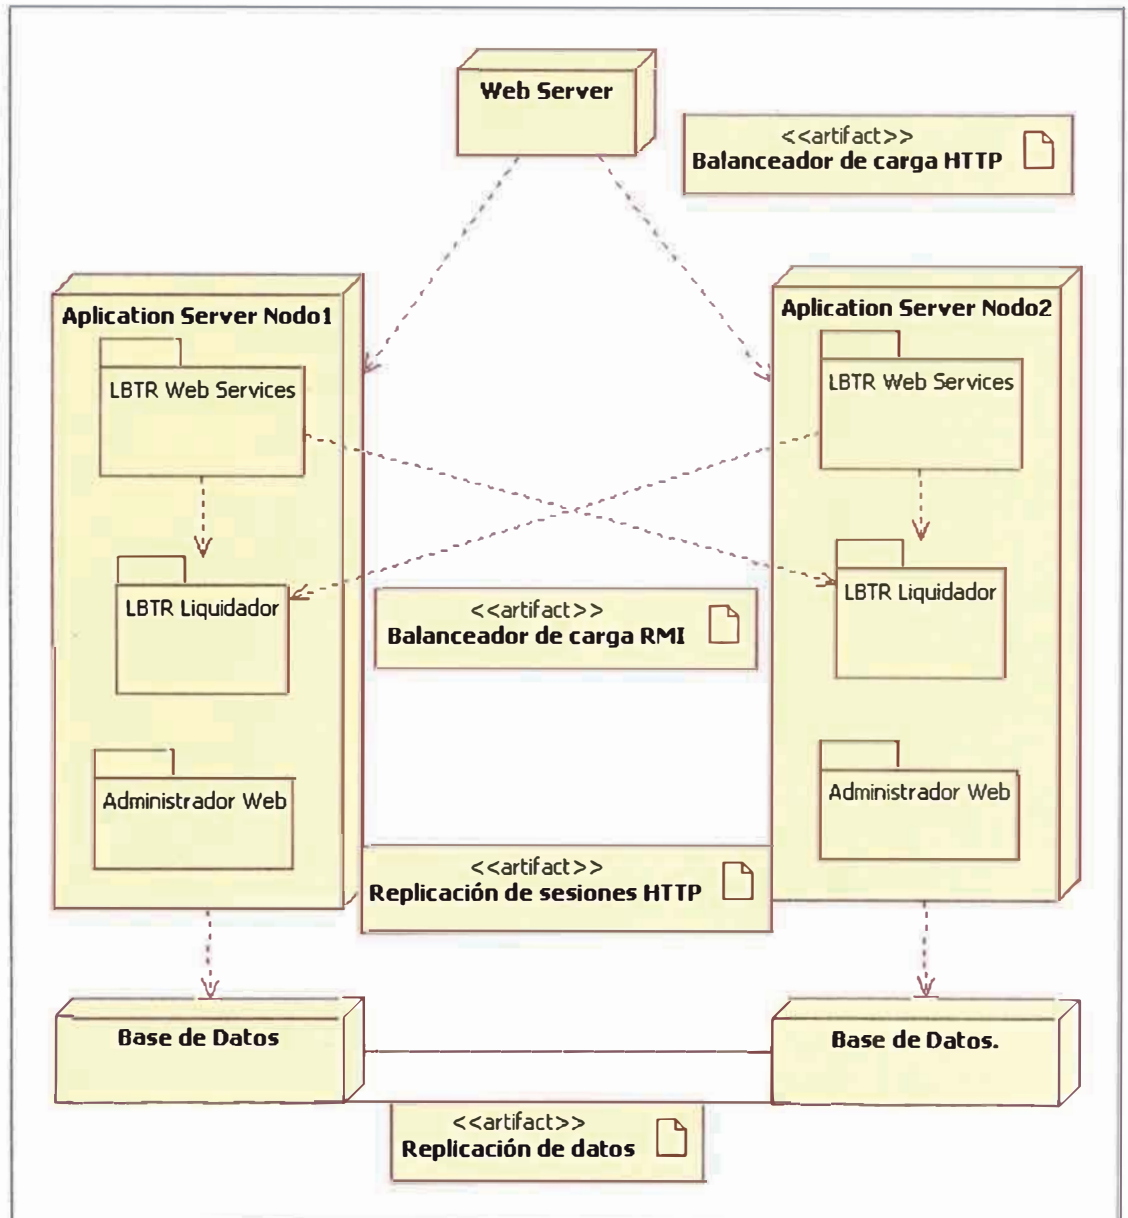 Web Server
<<artifact>>
Balanceador de carga HTTP
Aplication Server Nodo1
LBTR Web Services
LBTR Liquidador
Administrador Web
Aplication Server Nodo2
LBTR Web Services
LBTR Liquidador
Administrador Web
<<artifact>>
Balanceador de carga RMI
<<artifact>>
Replicación de sesiones HTTP
Base de Datos
Base de Datos.
<<artifact>>
Replicación de datos